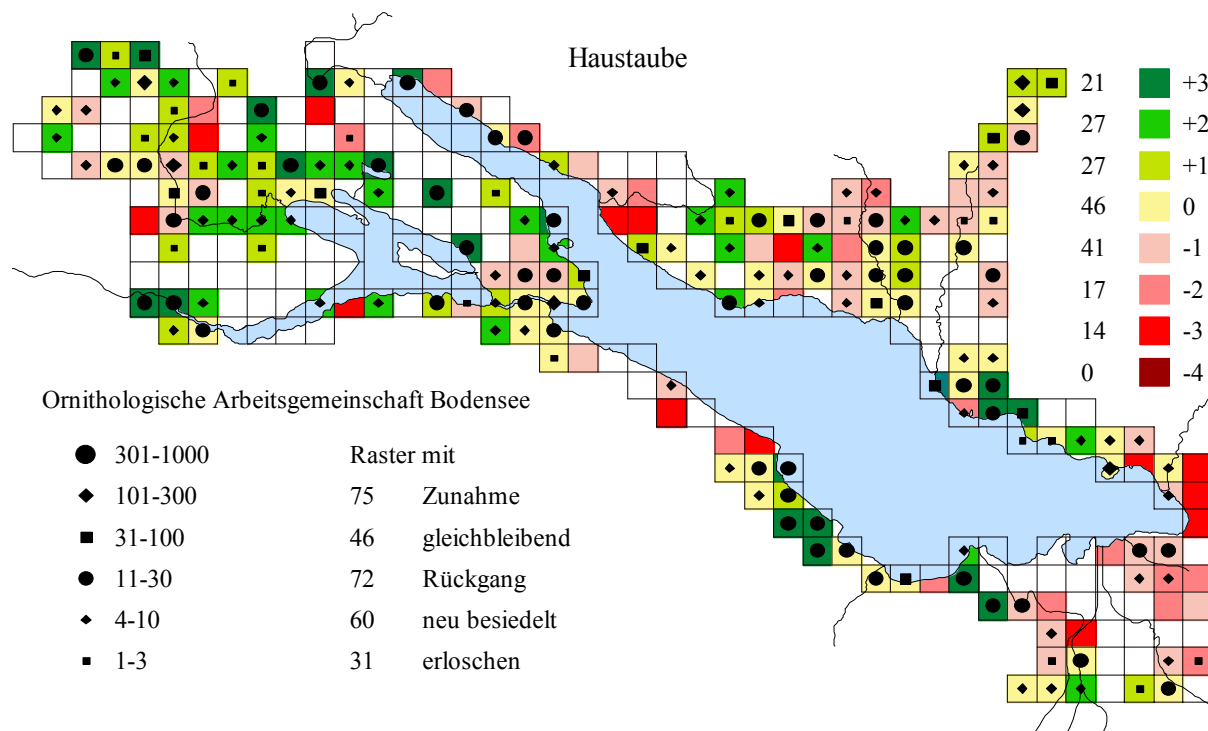 Haustaube
21 +3
27 +2
27 +1
46 0
41 -1
17 -2
14 -3
0 -4
Ornithologische Arbeitsgemeinschaft Bodensee
301-1000 Raster mit
101-300 75 Zunahme
31-100 46 gleichbleibend
11-30 72 Rückgang
4-10 60 neu besiedelt
1-3 31 erloschen